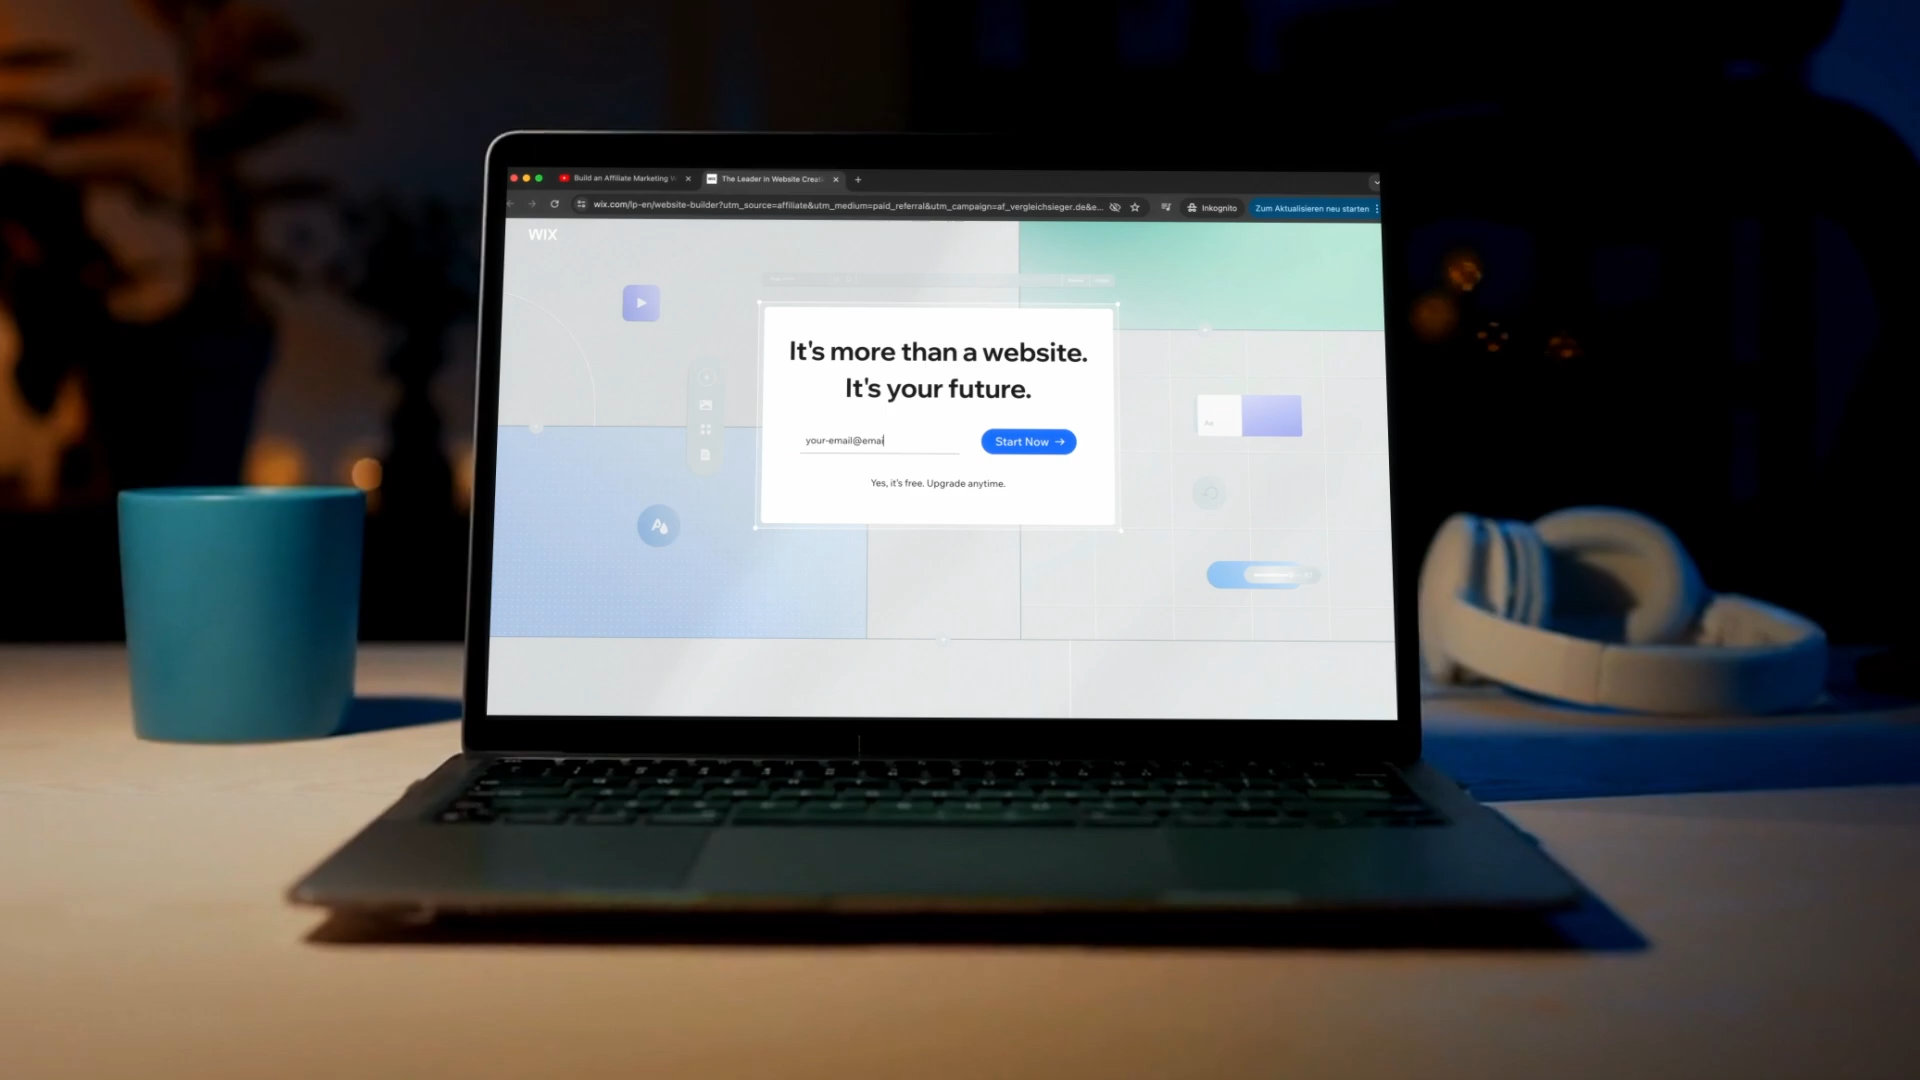 Build an Affiliate Marketing
The Leader in Website Creat
wix.com/lp-en/website-builder?utm_source=affiliate&utm_medium=paid_referral&utm_campaign=af_vergleichsieger.de&e...
Inkognito
Zum Aktualisieren neu starten
WIX
It's more than a website.
It's your future.
your-email@emai
Start Now →
Yes, it's free. Upgrade anytime.